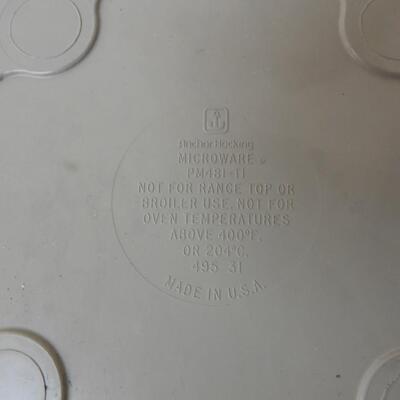 Anchor Hocking
MICROWARE ®
PM481-T1
NOT FOR RANGE TOP OR
BROILER USE. NOT FOR
OVEN TEMPERATURES
ABOVE 400°F.
OR 204°C.
495 31
MADE IN U.S.A.